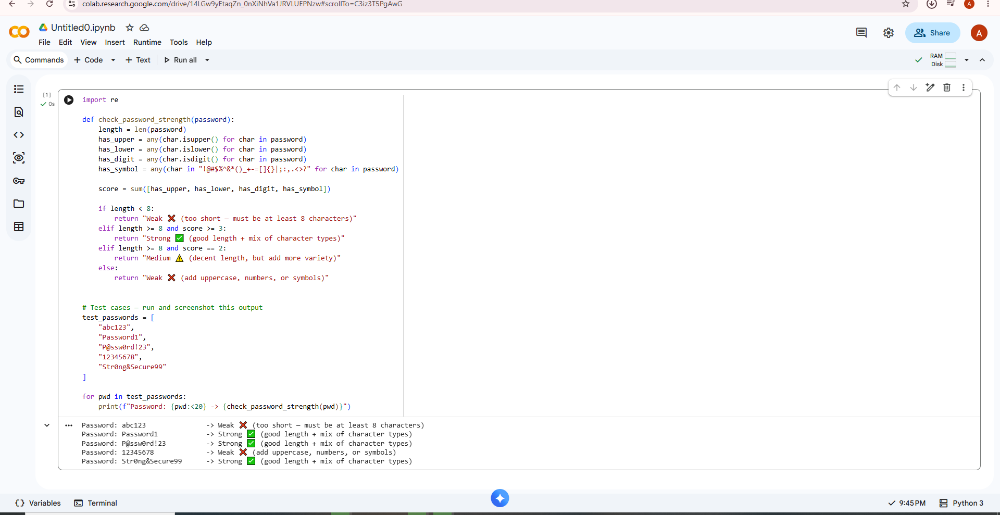 colab.research.google.com/drive/14LGw9yEtaqZn_0nXiNhVa1JRVLUEPNzw#scrollTo=C3iz3T5PgAwG
A
Untitled0.ipynb
File Edit View Insert Runtime Tools Help
Share
A
Commands + Code + Text Run all
RAM
Disk
[1]
0s
import re

def check_password_strength(password):
    length = len(password)
    has_upper = any(char.isupper() for char in password)
    has_lower = any(char.islower() for char in password)
    has_digit = any(char.isdigit() for char in password)
    has_symbol = any(char in "!@#$%^&*()_+-=[]{}|;:,.<>?" for char in password)

    score = sum([has_upper, has_lower, has_digit, has_symbol])

    if length < 8:
        return "Weak ❌ (too short — must be at least 8 characters)"
    elif length >= 8 and score >= 3:
        return "Strong ✅ (good length + mix of character types)"
    elif length >= 8 and score == 2:
        return "Medium ⚠️ (decent length, but add more variety)"
    else:
        return "Weak ❌ (add uppercase, numbers, or symbols)"

# Test cases — run and screenshot this output
test_passwords = [
    "abc123",
    "Password1",
    "P@ssw0rd!23",
    "12345678",
    "Str0ng&Secure99"
]

for pwd in test_passwords:
    print(f"Password: {pwd:<20} -> {check_password_strength(pwd)}")
Password: abc123               -> Weak ❌ (too short — must be at least 8 characters)
Password: Password1            -> Strong ✅ (good length + mix of character types)
Password: P@ssw0rd!23          -> Strong ✅ (good length + mix of character types)
Password: 12345678             -> Weak ❌ (add uppercase, numbers, or symbols)
Password: Str0ng&Secure99      -> Strong ✅ (good length + mix of character types)
{} Variables Terminal
9:45 PM Python 3